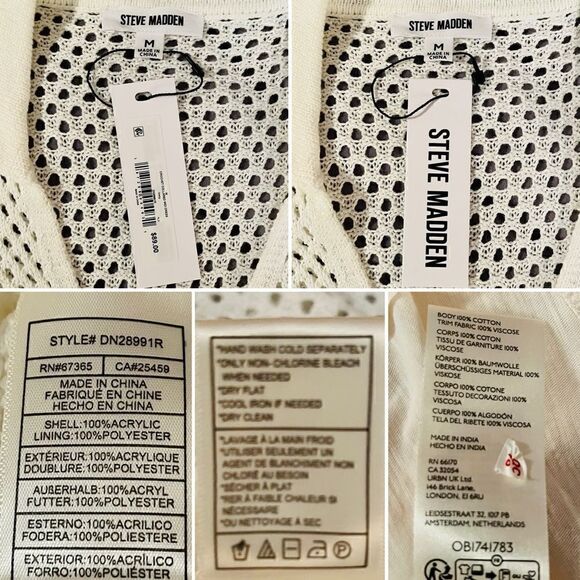 STEVE MADDEN
M
MADE IN
CHINA
$89.00
STEVE MADDEN
M
MADE IN
CHINA
STEVE MADDEN
STYLE# DN28991R
RN#67365 CA#25459
MADE IN CHINA
FABRIQUÉ EN CHINE
HECHO EN CHINA
SHELL:100%ACRYLIC
LINING:100%POLYESTER
EXTÉRIEUR:100%ACRYLIQUE
DOUBLURE:100%POLYESTER
AUßERHALB:100%ACRYL
FUTTER:100%POLYESTER
ESTERNO:100%ACRILICO
FODERA:100%POLIESTERE
EXTERIOR:100%ACRÍLICO
FORRO:100%POLIÉSTER
*HAND WASH COLD SEPARATELY
*ONLY NON-CHLORINE BLEACH
WHEN NEEDED
*DRY FLAT
*COOL IRON IF NEEDED
*DRY CLEAN
*LAVAGE À LA MAIN FROID
*UTILISER SEULEMENT UN
AGENT DE BLANCHIMENT NON
CHLORÉ AU BESOIN
*SÉCHER À PLAT
*FER À FAIBLE CHALEUR SI
NÉCESSAIRE
*OU NETTOYAGE À SEC
BODY 100% COTTON
TRIM FABRIC 100% VISCOSE
CORPS 100% COTON
TISSU DE GARNITURE 100%
VISCOSE
KÖRPER 100% BAUMWOLLE
ÜBERSCHÜSSIGES MATERIAL 100%
VISKOSE
CORPO 100% COTONE
TESSUTO DECORAZIONI 100%
VISCOSA
CUERPO 100% ALGODÓN
TELA DEL RIBETE 100% VISCOSA
MADE IN INDIA
HECHO EN INDIA
RN 66170
CA 32054
URBN UK Ltd.
146 Brick Lane,
LONDON, E1 6RU
LEIDSESTRAAT 32, 1017 PB
AMSTERDAM, NETHERLANDS
OB1741783